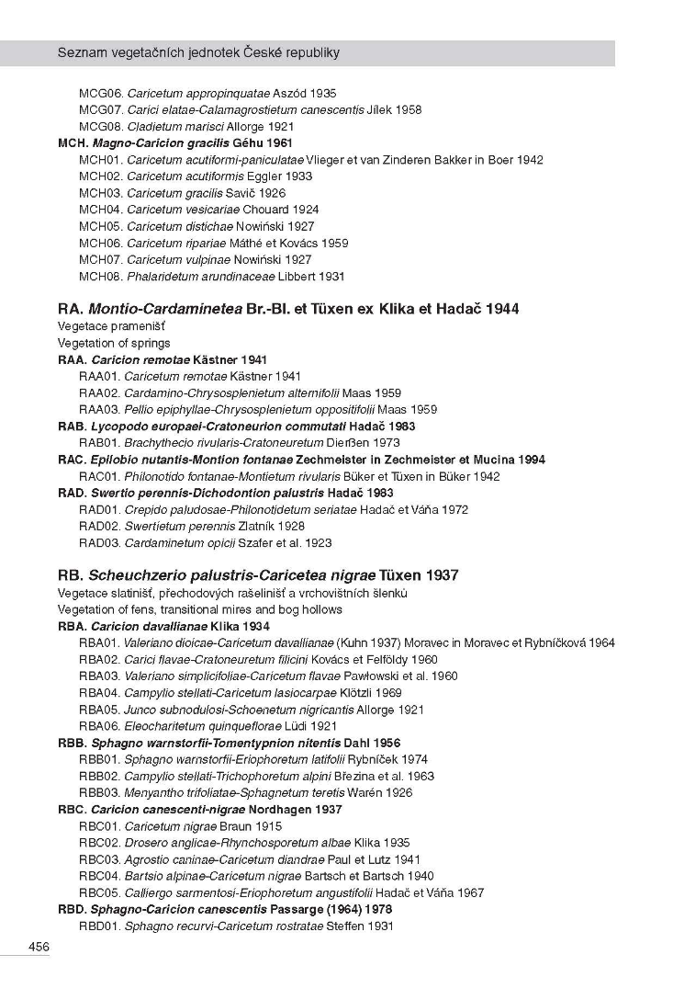 Seznam vegetačních jednotek České republiky
MCG06. Caricetum appropinquatae Aszód 1935
MCG07. Carici elatae-Calamagrostietum canescentis Jílek 1958
MCG08. Cladietum marisci Allorge 1921
MCH. Magno-Caricion gracilis Géhu 1961
MCH01. Caricetum acutiformi-paniculatae Vlieger et van Zinderen Bakker in Boer 1942
MCH02. Caricetum acutiformis Eggler 1933
MCH03. Caricetum gracilis Savič 1926
MCH04. Caricetum vesicariae Chouard 1924
MCH05. Caricetum distichae Nowiński 1927
MCH06. Caricetum ripariae Máthé et Kovács 1959
MCH07. Caricetum vulpinae Nowiński 1927
MCH08. Phalaridetum arundinaceae Libbert 1931
RA. Montio-Cardaminetea Br.-Bl. et Tüxen ex Klika et Hadač 1944
Vegetace pramenišť
Vegetation of springs
RAA. Caricion remotae Kästner 1941
RAA01. Caricetum remotae Kästner 1941
RAA02. Cardamino-Chrysosplenietum alternifolii Maas 1959
RAA03. Pellio epiphyllae-Chrysosplenietum oppositifolii Maas 1959
RAB. Lycopodo europaei-Cratoneurion commutati Hadač 1983
RAB01. Brachythecio rivularis-Cratoneuretum Dierßen 1973
RAC. Epilobio nutantis-Montion fontanae Zechmeister in Zechmeister et Mucina 1994
RAC01. Philonotido fontanae-Montietum rivularis Büker et Tüxen in Büker 1942
RAD. Swertio perennis-Dichodontion palustris Hadač 1983
RAD01. Crepido paludosae-Philonotidetum seriatae Hadač et Váňa 1972
RAD02. Swertietum perennis Zlatník 1928
RAD03. Cardaminetum opicii Szafer et al. 1923
RB. Scheuchzerio palustris-Caricetea nigrae Tüxen 1937
Vegetace slatinišť, přechodových rašelinišť a vrchovištních šlenků
Vegetation of fens, transitional mires and bog hollows
RBA. Caricion davallianae Klika 1934
RBA01. Valeriano dioicae-Caricetum davallianae (Kuhn 1937) Moravec in Moravec et Rybníčková 1964
RBA02. Carici flavae-Cratoneuretum filicini Kovács et Felföldy 1960
RBA03. Valeriano simplicifoliae-Caricetum flavae Pawłowski et al. 1960
RBA04. Campylio stellati-Caricetum lasiocarpae Klötzli 1969
RBA05. Junco subnodulosi-Schoenetum nigricantis Allorge 1921
RBA06. Eleocharitetum quinqueflorae Lüdi 1921
RBB. Sphagno warnstorfii-Tomentypnion nitentis Dahl 1956
RBB01. Sphagno warnstorfii-Eriophoretum latifolii Rybníček 1974
RBB02. Campylio stellati-Trichophoretum alpini Březina et al. 1963
RBB03. Menyantho trifoliatae-Sphagnetum teretis Warén 1926
RBC. Caricion canescenti-nigrae Nordhagen 1937
RBC01. Caricetum nigrae Braun 1915
RBC02. Drosero anglicae-Rhynchosporetum albae Klika 1935
RBC03. Agrostio caninae-Caricetum diandrae Paul et Lutz 1941
RBC04. Bartsio alpinae-Caricetum nigrae Bartsch et Bartsch 1940
RBC05. Calliergo sarmentosi-Eriophoretum angustifolii Hadač et Váňa 1967
RBD. Sphagno-Caricion canescentis Passarge (1964) 1978
RBD01. Sphagno recurvi-Caricetum rostratae Steffen 1931
456